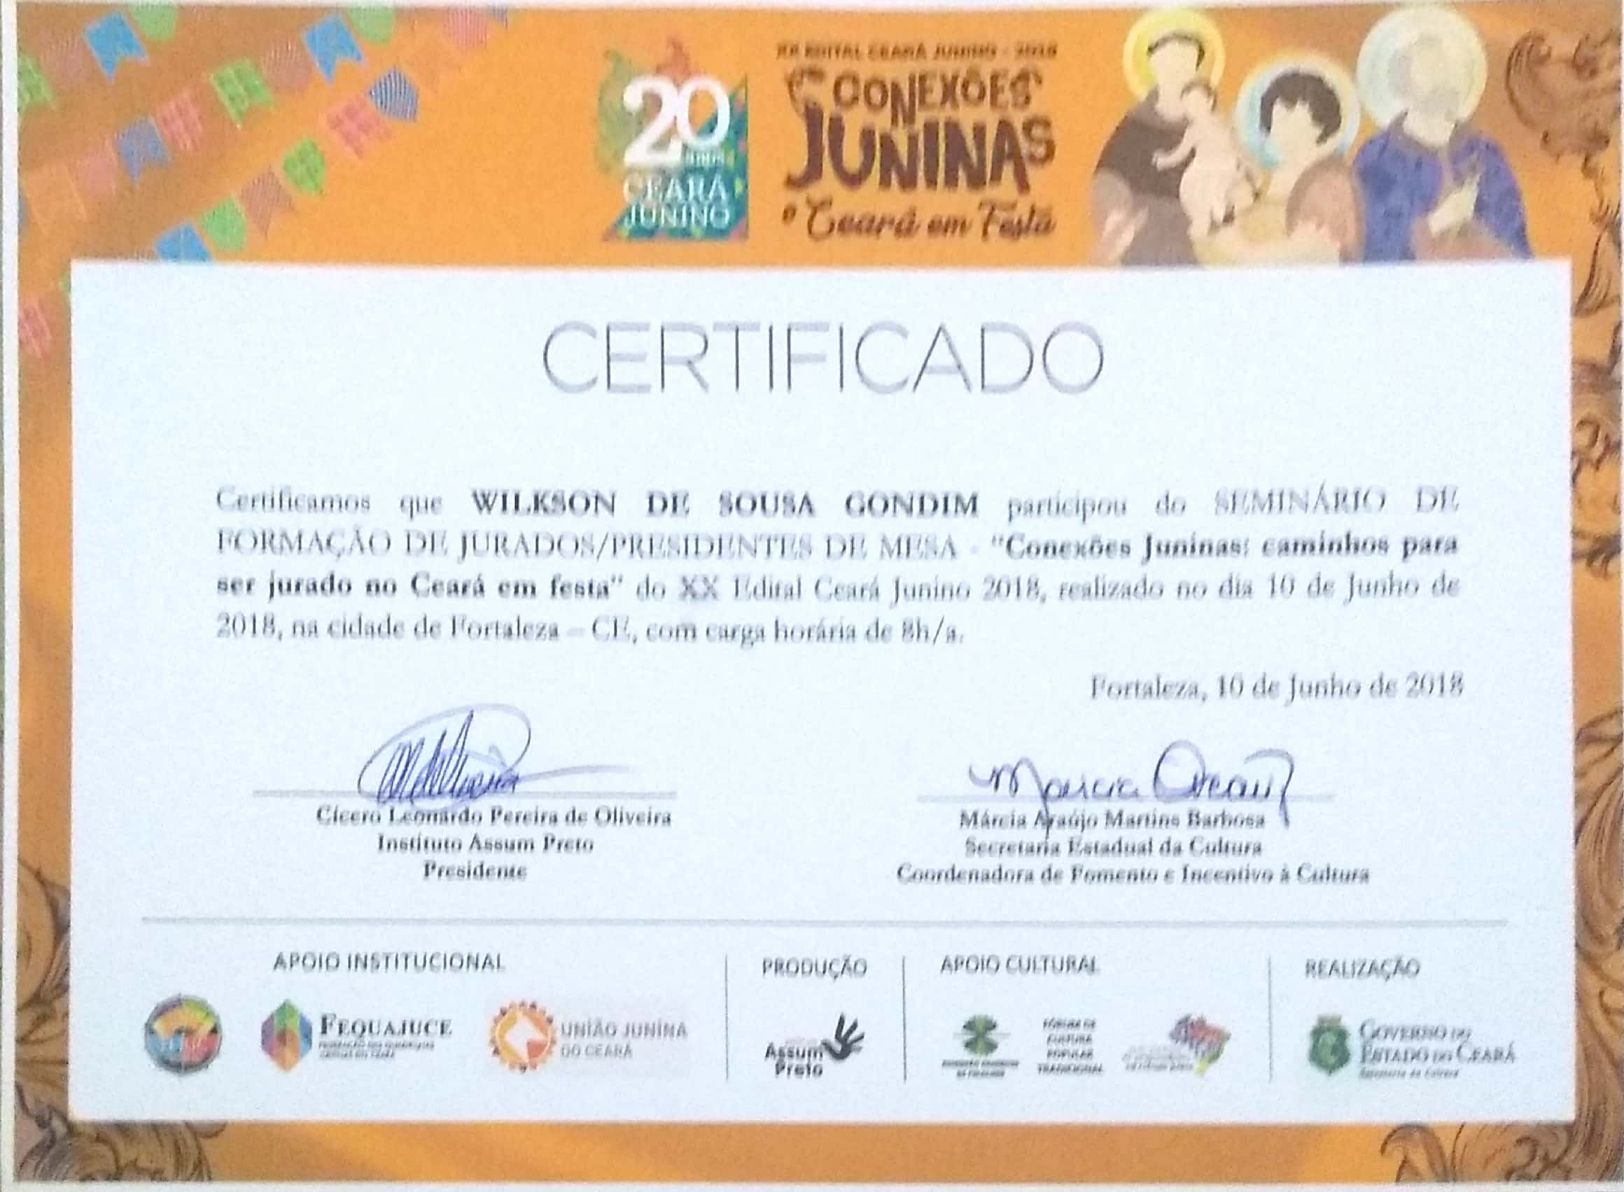 XX EDITAL CEARÁ JUNINO - 2018
20
anos
CEARÁ
JUNINO
CONEXÕES
JUNINAS
o Ceará em Festa
CERTIFICADO
Certificamos que WILKSON DE SOUSA GONDIM participou do SEMINÁRIO DE
FORMAÇÃO DE JURADOS/PRESIDENTES DE MESA - "Conexões Juninas: caminhos para
ser jurado no Ceará em festa" do XX Edital Ceará Junino 2018, realizado no dia 10 de Junho de
2018, na cidade de Fortaleza – CE, com carga horária de 8h/a.
Fortaleza, 10 de Junho de 2018
Marcia
Cícero Leonardo Pereira de Oliveira
Instituto Assum Preto
Presidente
Márcia Araújo Martins Barbosa
Secretaria Estadual da Cultura
Coordenadora de Fomento e Incentivo à Cultura
APOIO INSTITUCIONAL
PRODUÇÃO
APOIO CULTURAL
REALIZAÇÃO
FEQUAJUCE
UNIÃO JUNINA
DO CEARÁ
Assum
Preto
FÓRUM DE
CULTURA
POPULAR
TRADICIONAL
GOVERNO DO
ESTADO DO CEARÁ
Secretaria da Cultura